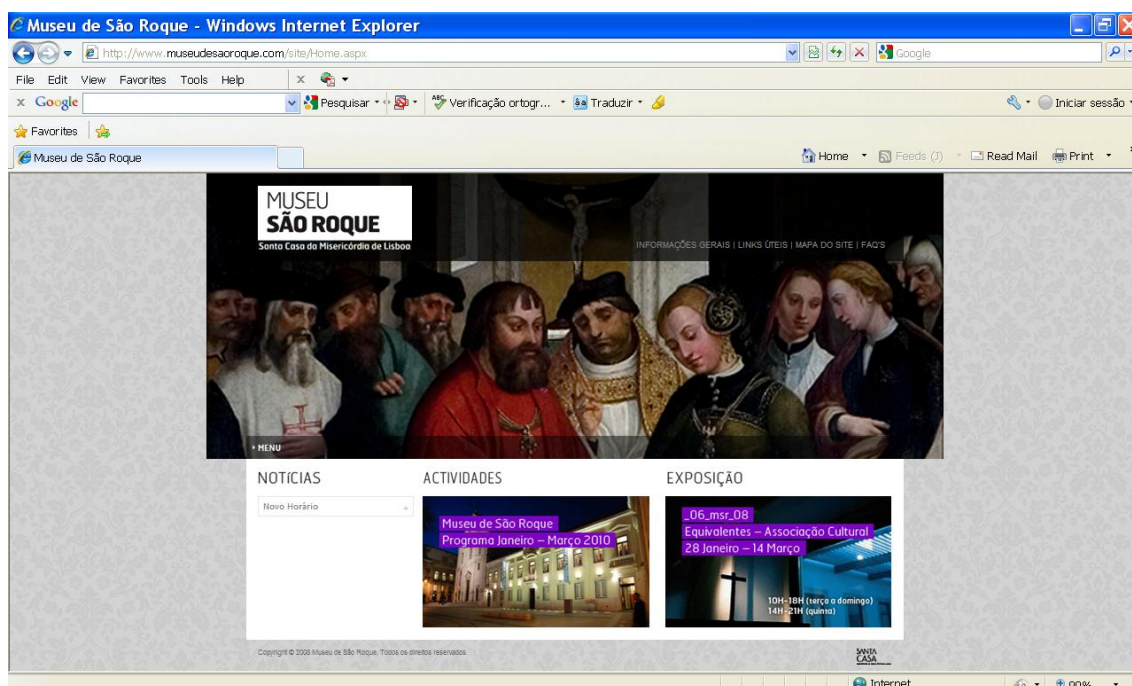 Museu de São Roque - Windows Internet Explorer
http://www.museudesaoroque.com/site/Home.aspx
Google
File Edit View Favorites Tools Help
x Google Pesquisar Verificação ortogr... Traduzir Iniciar sessão
Favorites
Museu de São Roque
Home Feeds (J) Read Mail Print
MUSEU
SÃO ROQUE
Santa Casa da Misericórdia de Lisboa
INFORMAÇÕES GERAIS | LINKS ÚTEIS | MAPA DO SITE | FAQ'S
MENU
NOTÍCIAS
Novo Horário
ACTIVIDADES
Museu de São Roque
Programa Janeiro – Março 2010
EXPOSIÇÃO
_06_msr_08
Equivalentes – Associação Cultural
28 Janeiro – 14 Março
10H-18H (terça a domingo)
14H-21H (quinta)
Copyright © 2008 Museu de São Roque. Todos os direitos reservados.
SANTA
CASA
Internet
90%